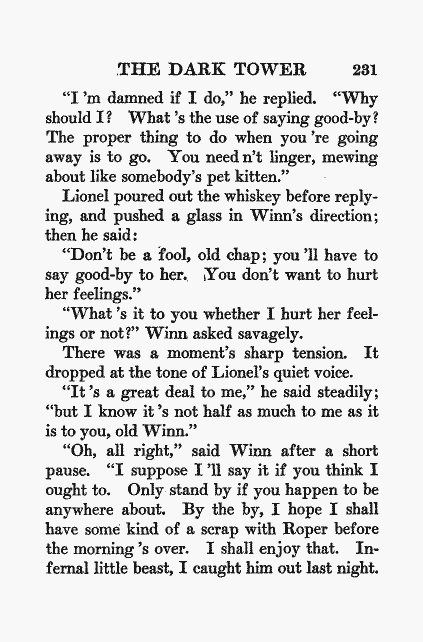 THE DARK TOWER 231
“I ’m damned if I do,” he replied. “Why
should I? What ’s the use of saying good-by?
The proper thing to do when you ’re going
away is to go. You need n’t linger, mewing
about like somebody’s pet kitten.”
Lionel poured out the whiskey before reply-
ing, and pushed a glass in Winn’s direction;
then he said:
“Don’t be a fool, old chap; you ’ll have to
say good-by to her. You don’t want to hurt
her feelings.”
“What ’s it to you whether I hurt her feel-
ings or not?” Winn asked savagely.
There was a moment’s sharp tension. It
dropped at the tone of Lionel’s quiet voice.
“It ’s a great deal to me,” he said steadily;
“but I know it ’s not half as much to me as it
is to you, old Winn.”
“Oh, all right,” said Winn after a short
pause. “I suppose I ’ll say it if you think I
ought to. Only stand by if you happen to be
anywhere about. By the by, I hope I shall
have some kind of a scrap with Roper before
the morning ’s over. I shall enjoy that. In-
fernal little beast, I caught him out last night.